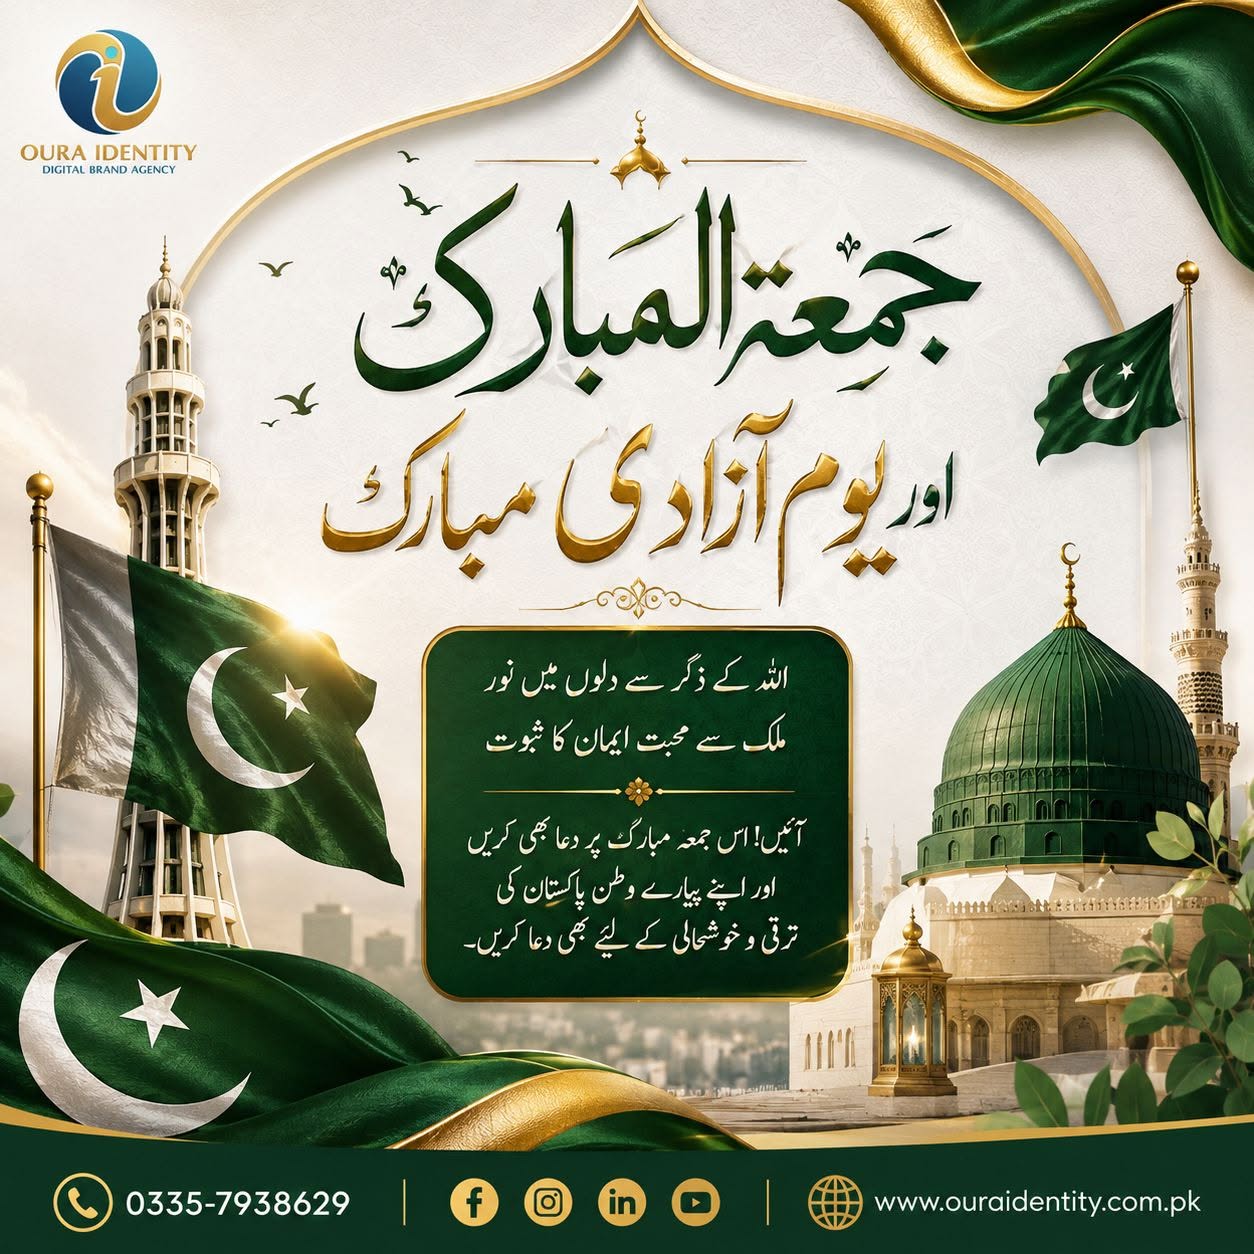 OURA IDENTITY
DIGITAL BRAND AGENCY
جمعۃ المبارک
اور یوم آزادی مبارک
اللہ کے ذکر سے دلوں میں نور
ملک سے محبت ایمان کا ثبوت
آئیں! اس جمعہ مبارک پر دعا بھی کریں
اور اپنے پیارے وطن پاکستان کی
ترقی و خوشحالی کے لئے بھی دعا کریں۔
0335-7938629
www.ouraidentity.com.pk